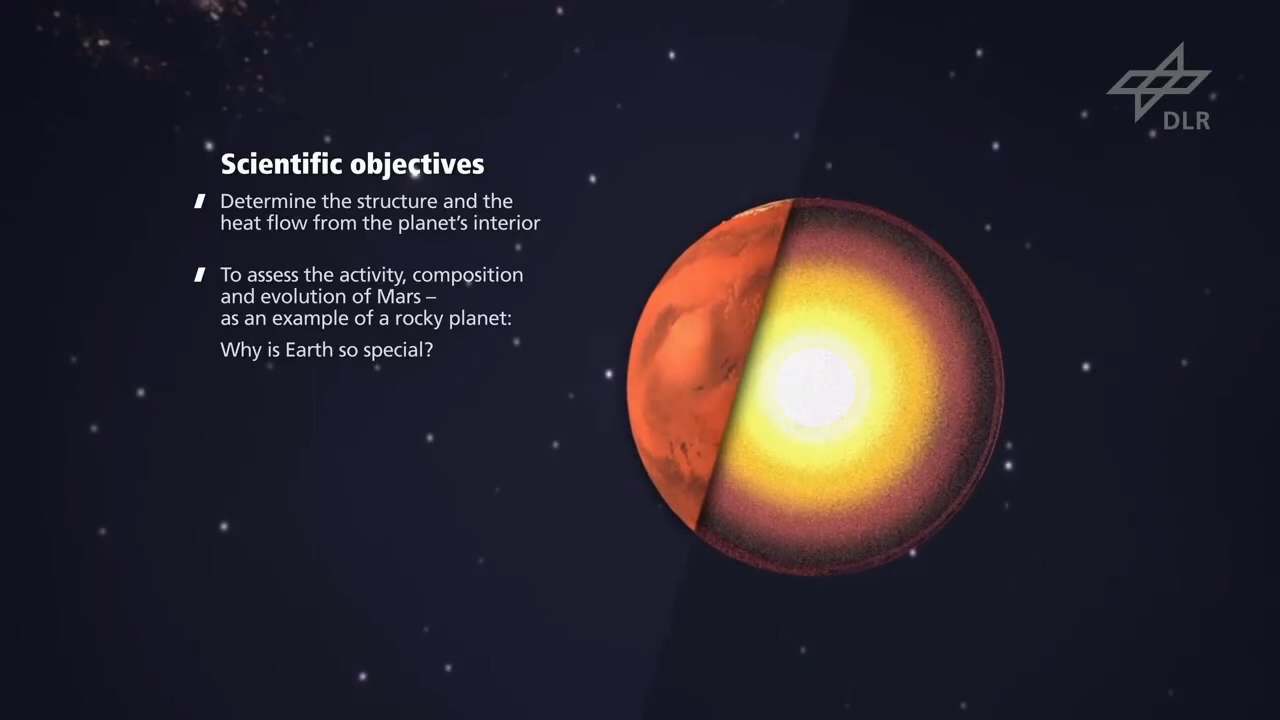 DLR
Scientific objectives
Determine the structure and the
heat flow from the planet's interior
To assess the activity, composition
and evolution of Mars –
as an example of a rocky planet:
Why is Earth so special?